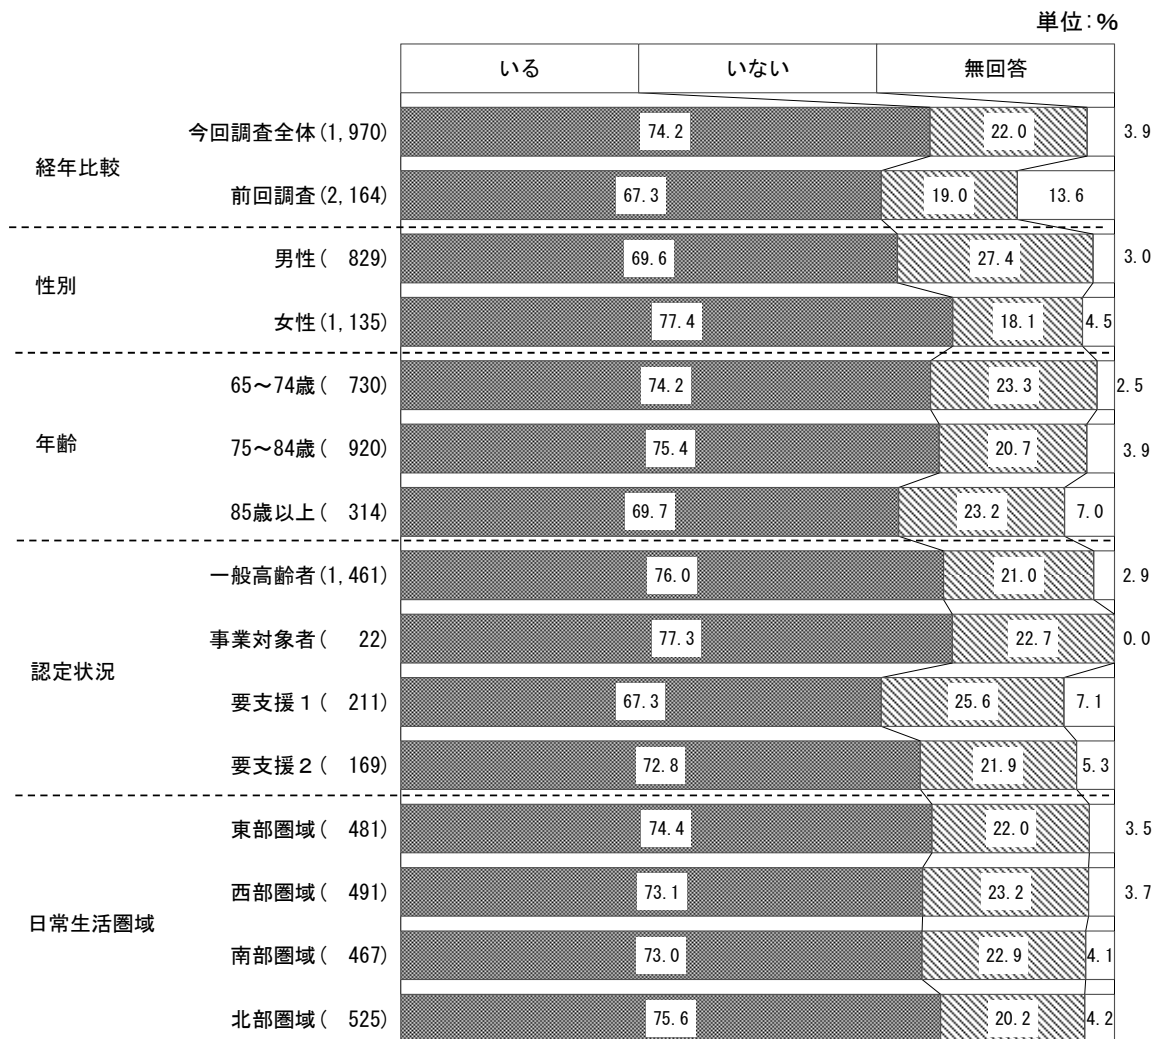 単位：％
いる いない 無回答
今回調査全体(1,970) 74.2 22.0 3.9
経年比較
前回調査(2,164) 67.3 19.0 13.6
男性( 829) 69.6 27.4 3.0
性別
女性(1,135) 77.4 18.1 4.5
65～74歳( 730) 74.2 23.3 2.5
年齢 75～84歳( 920) 75.4 20.7 3.9
85歳以上( 314) 69.7 23.2 7.0
一般高齢者(1,461) 76.0 21.0 2.9
事業対象者( 22) 77.3 22.7 0.0
認定状況
要支援１( 211) 67.3 25.6 7.1
要支援２( 169) 72.8 21.9 5.3
東部圏域( 481) 74.4 22.0 3.5
西部圏域( 491) 73.1 23.2 3.7
日常生活圏域
南部圏域( 467) 73.0 22.9 4.1
北部圏域( 525) 75.6 20.2 4.2